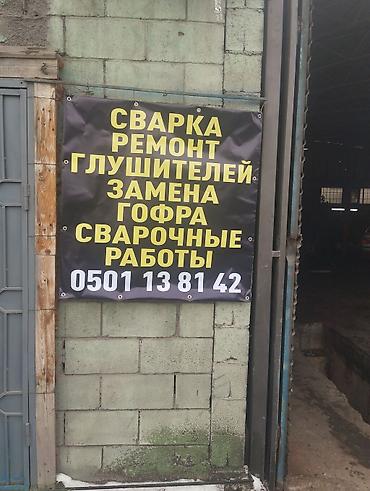 СВАРКА
РЕМОНТ
ГЛУШИТЕЛЕЙ
ЗАМЕНА
ГОФРА
СВАРОЧНЫЕ
РАБОТЫ
0501 13 81 42